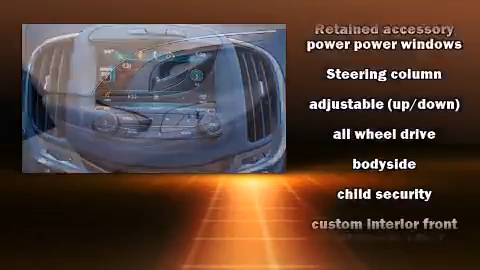 Retained accessory
power power windows
Steering column
adjustable (up/down)
all wheel drive
bodyside
child security
custom interior front